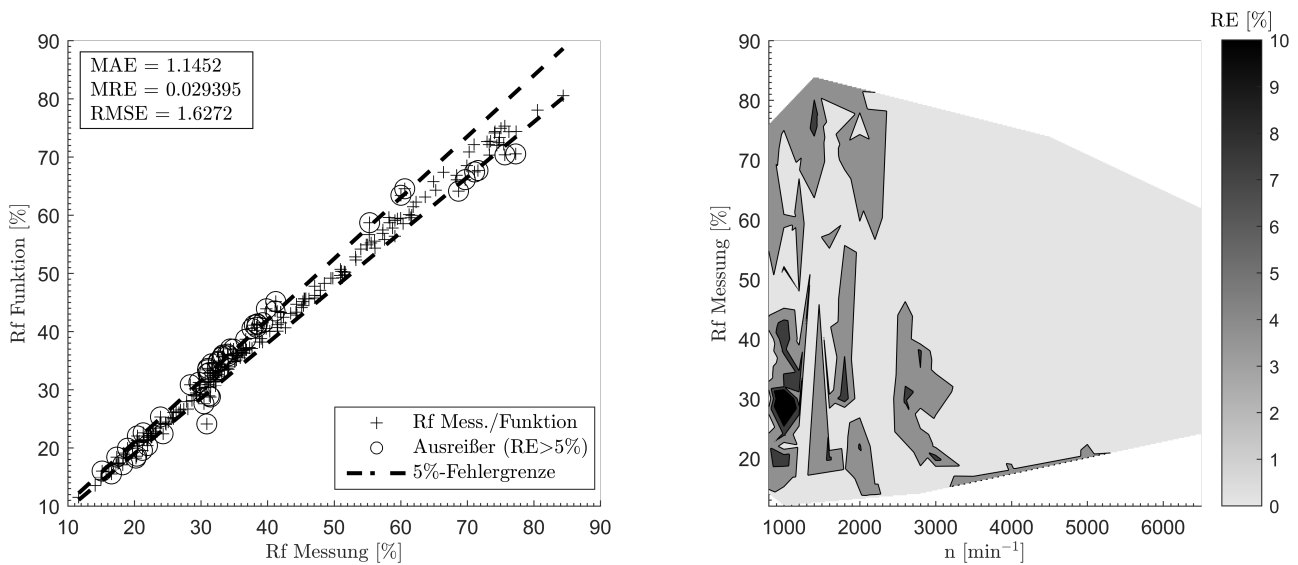 MAE = 1.1452
MRE = 0.029395
RMSE = 1.6272
90
80
70
60
50
40
30
20
10
Rf Funktion [%]
+ Rf Mess./Funktion
○ Ausreißer (RE>5%)
5%-Fehlergrenze
10 20 30 40 50 60 70 80 90
Rf Messung [%]
90
80
70
60
50
40
30
20
Rf Messung [%]
1000 2000 3000 4000 5000 6000
n [min⁻¹]
RE [%]
10
9
8
7
6
5
4
3
2
1
0